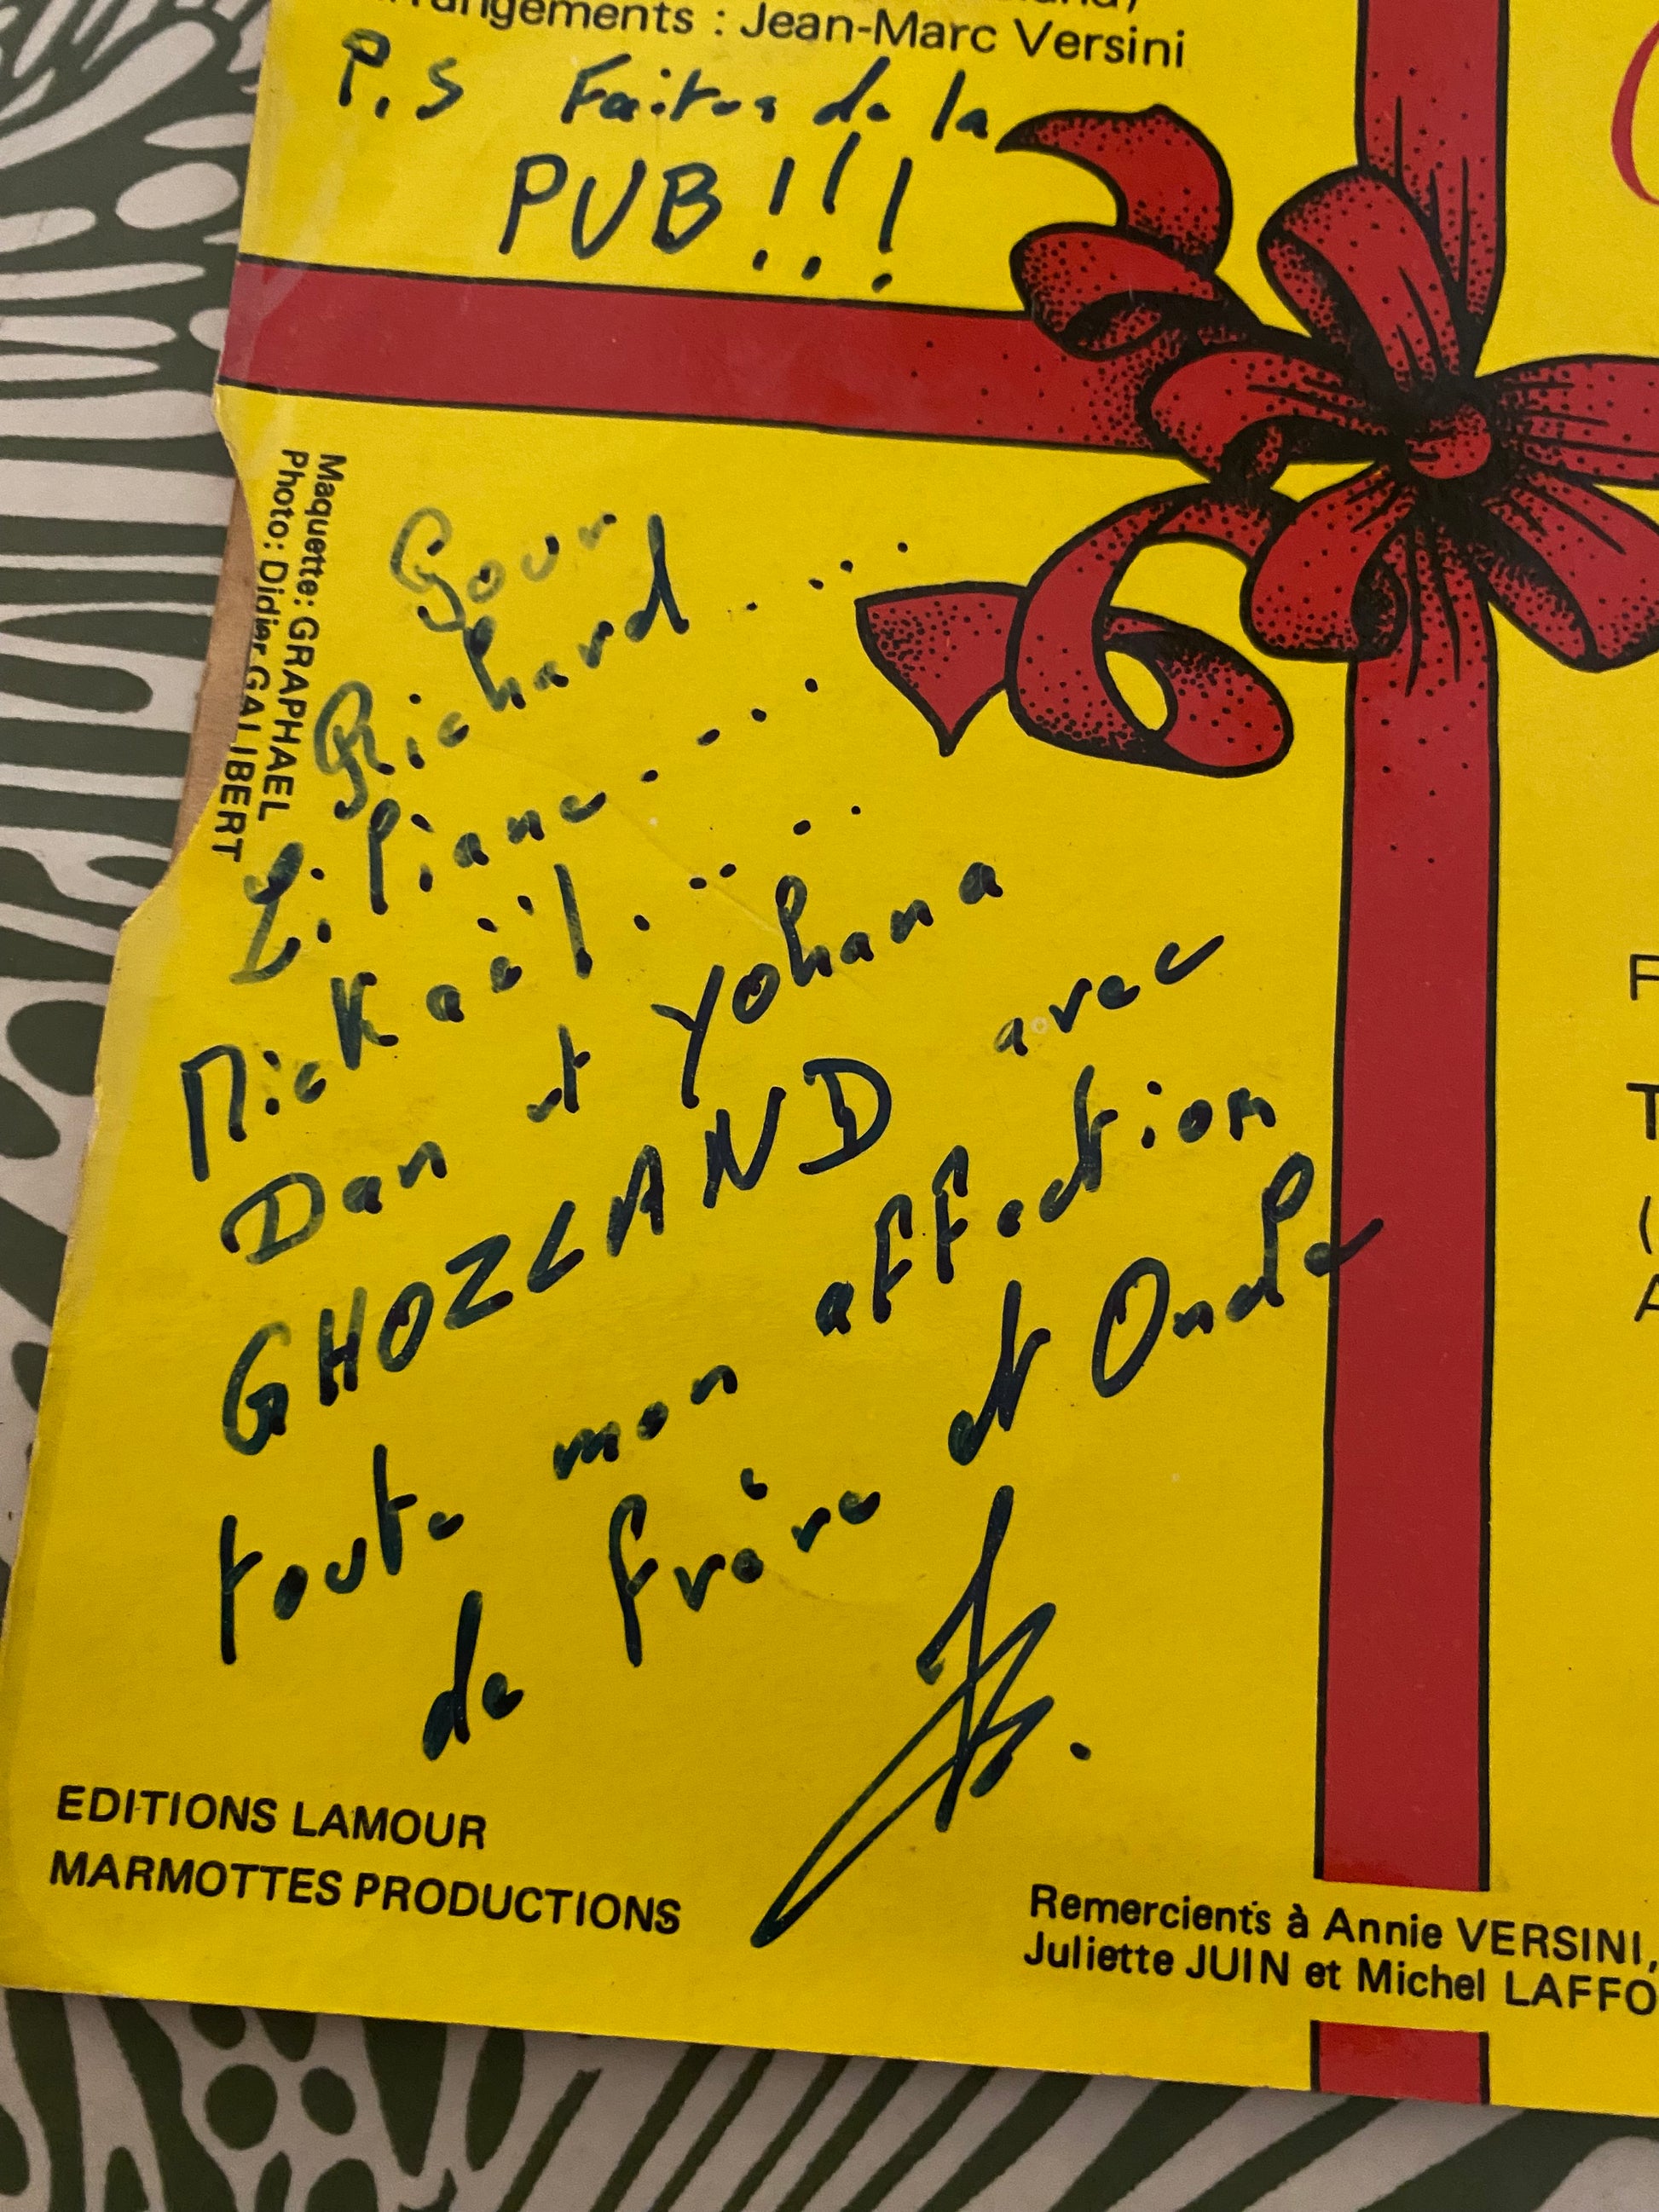 rrangements : Jean-Marc Versini
P.S Faites de la
PUB !!!
Maquette: GRAPHAEL
Photo: Didier GALIBERT
Pour
Richard
Liliane
Mickaël
Dan et Yohana
GHOZLAND avec
toute mon affection
de frère et Oncle
EDITIONS LAMOUR
MARMOTTES PRODUCTIONS
Remercients à Annie VERSINI,
Juliette JUIN et Michel LAFFO